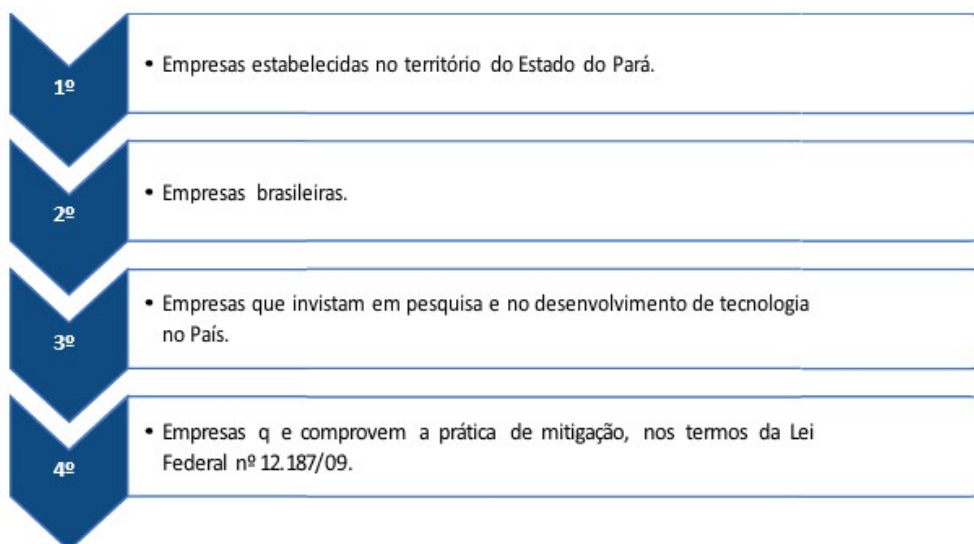 1º
• Empresas estabelecidas no território do Estado do Pará.
2º
• Empresas brasileiras.
3º
• Empresas que invistam em pesquisa e no desenvolvimento de tecnologia
no País.
4º
• Empresas q e comprovem a prática de mitigação, nos termos da Lei
Federal nº 12.187/09.